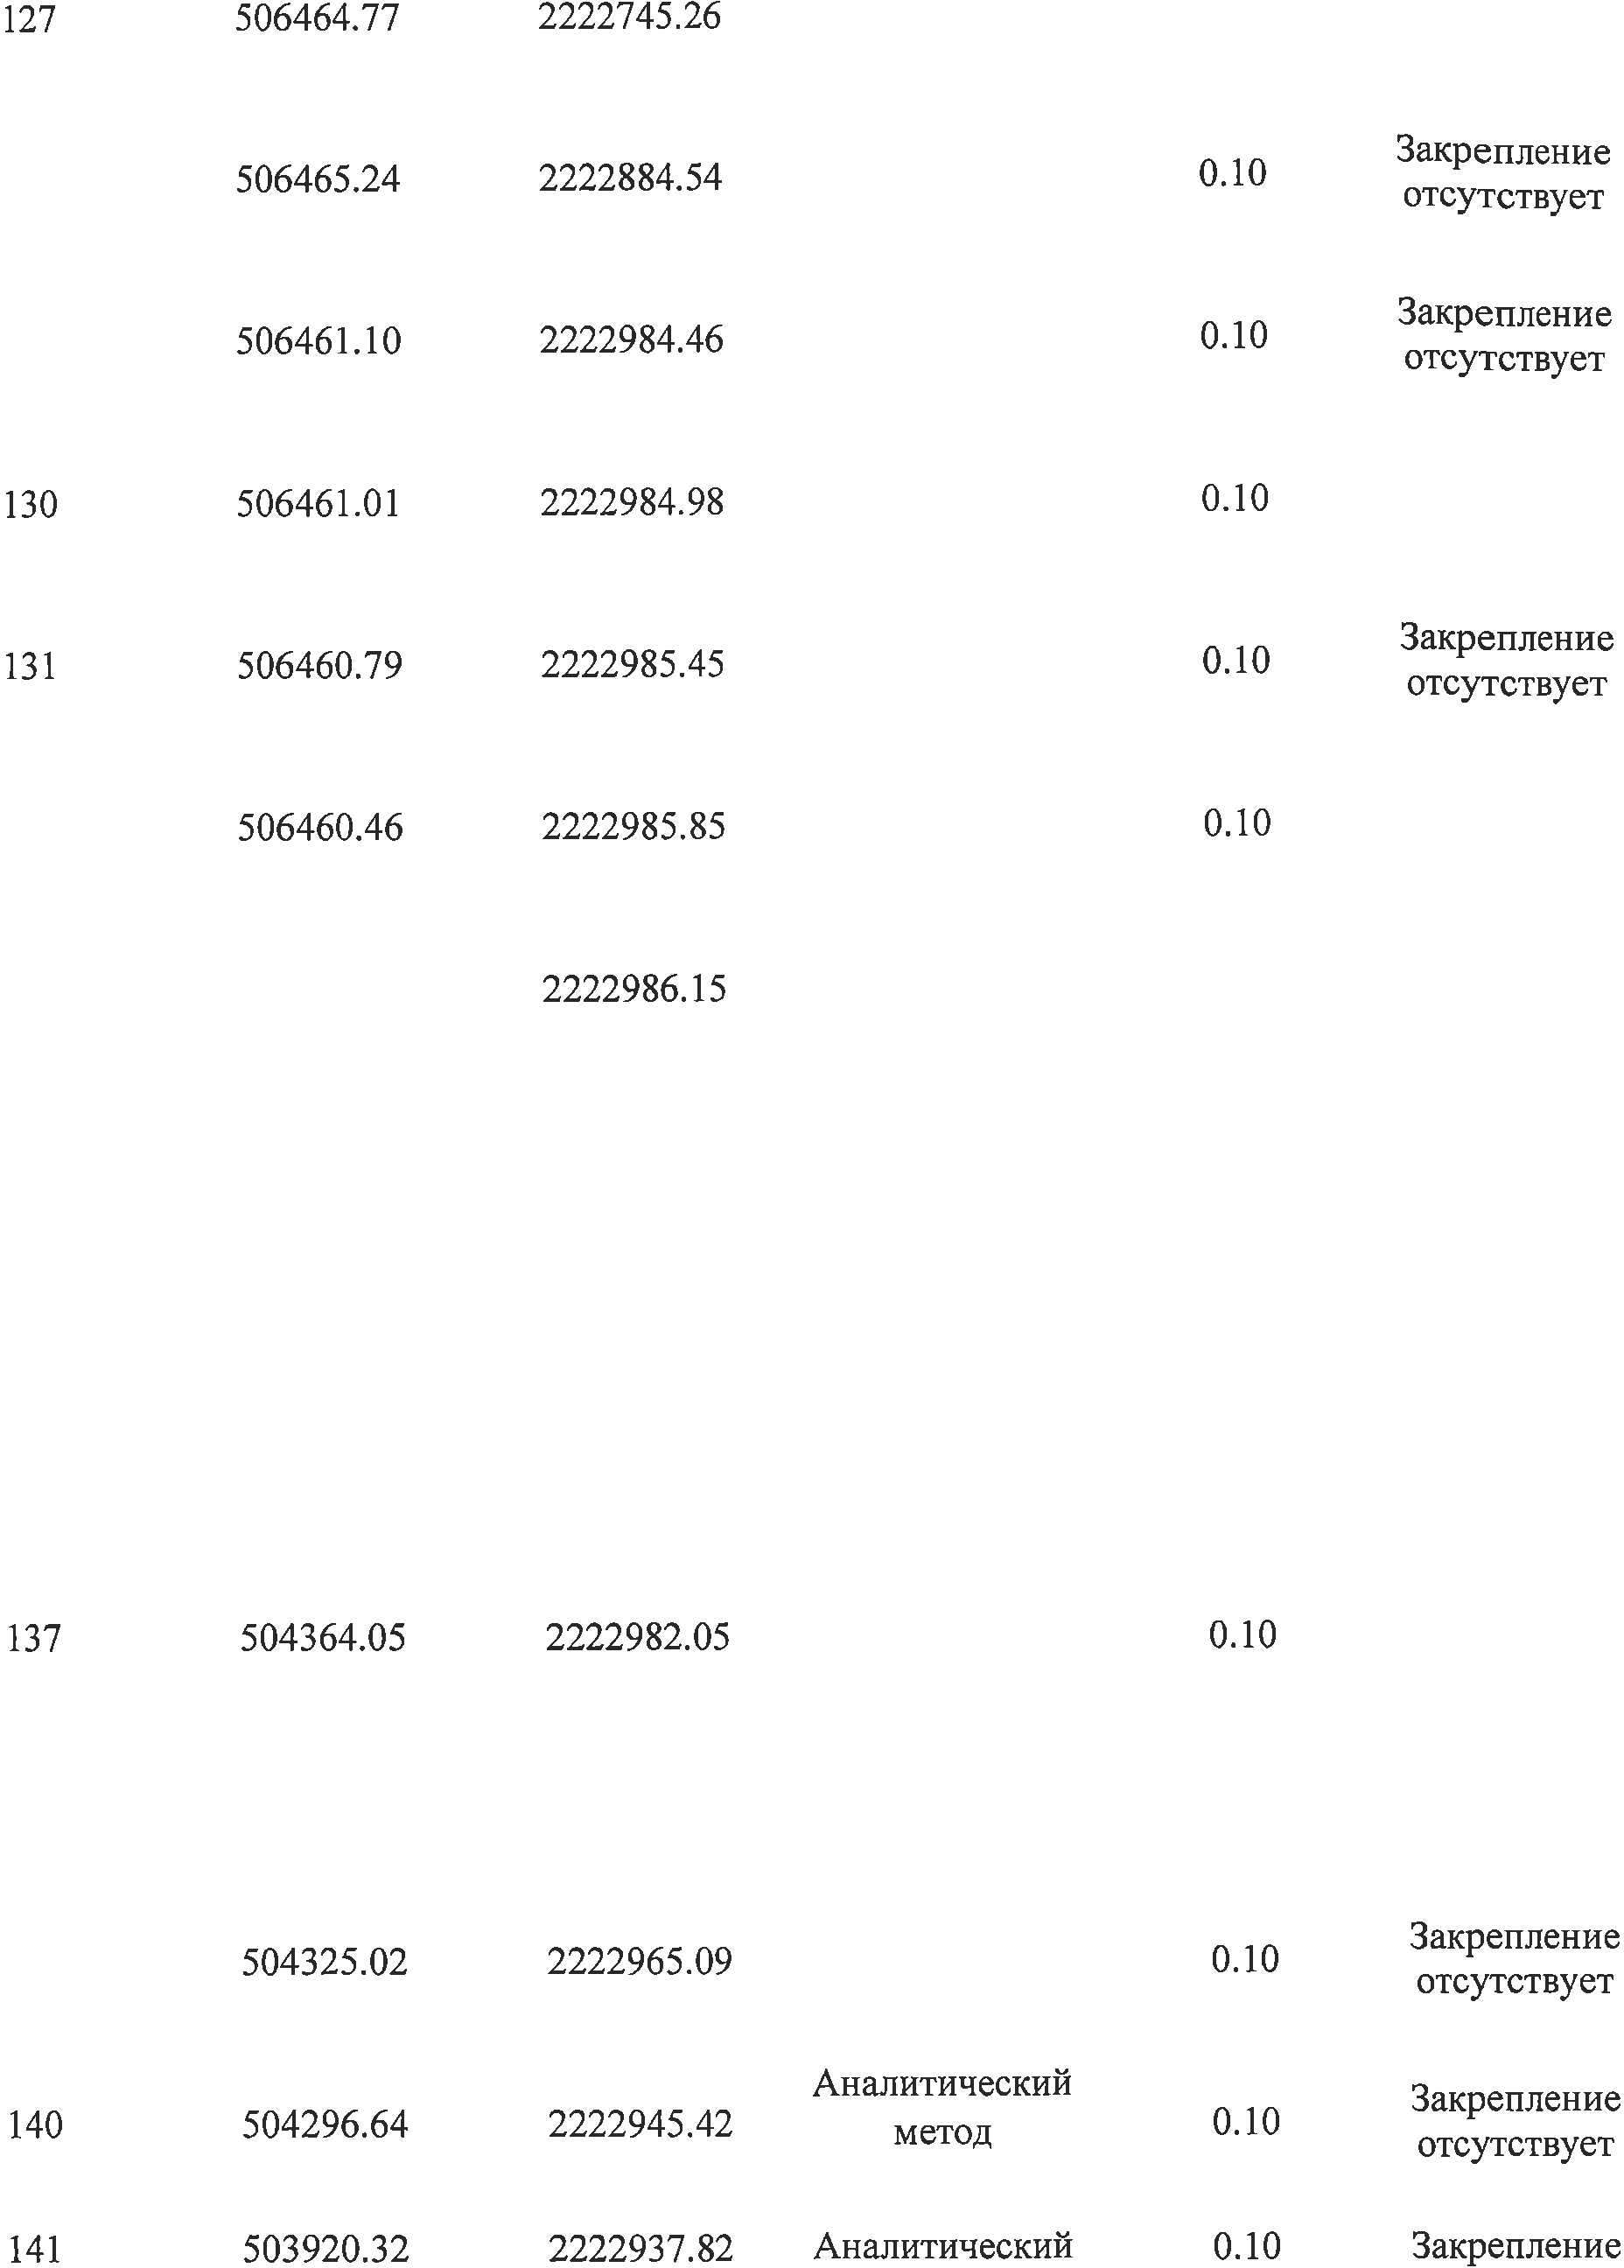 127 506464.77 2222745.26
506465.24 2222884.54 0.10 Закрепление
отсутствует
506461.10 2222984.46 0.10 Закрепление
отсутствует
130 506461.01 2222984.98 0.10
131 506460.79 2222985.45 0.10 Закрепление
отсутствует
506460.46 2222985.85 0.10
2222986.15
137 504364.05 2222982.05 0.10
504325.02 2222965.09 0.10 Закрепление
отсутствует
140 504296.64 2222945.42 Аналитический
метод 0.10 Закрепление
отсутствует
141 503920.32 2222937.82 Аналитический 0.10 Закрепление